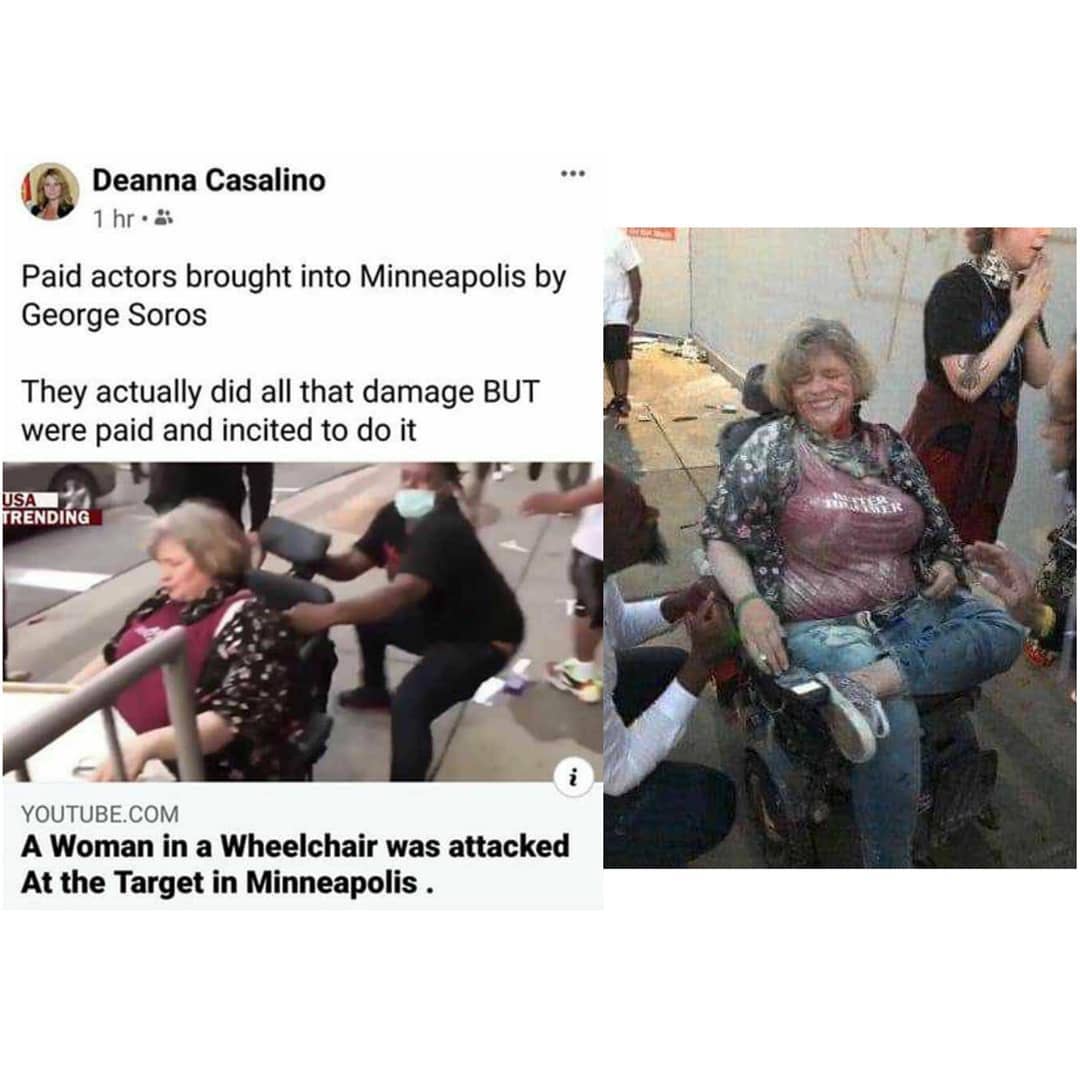 Deanna Casalino
1 hr
Paid actors brought into Minneapolis by
George Soros
They actually did all that damage BUT
were paid and incited to do it
USA
TRENDING
YOUTUBE.COM
A Woman in a Wheelchair was attacked
At the Target in Minneapolis .